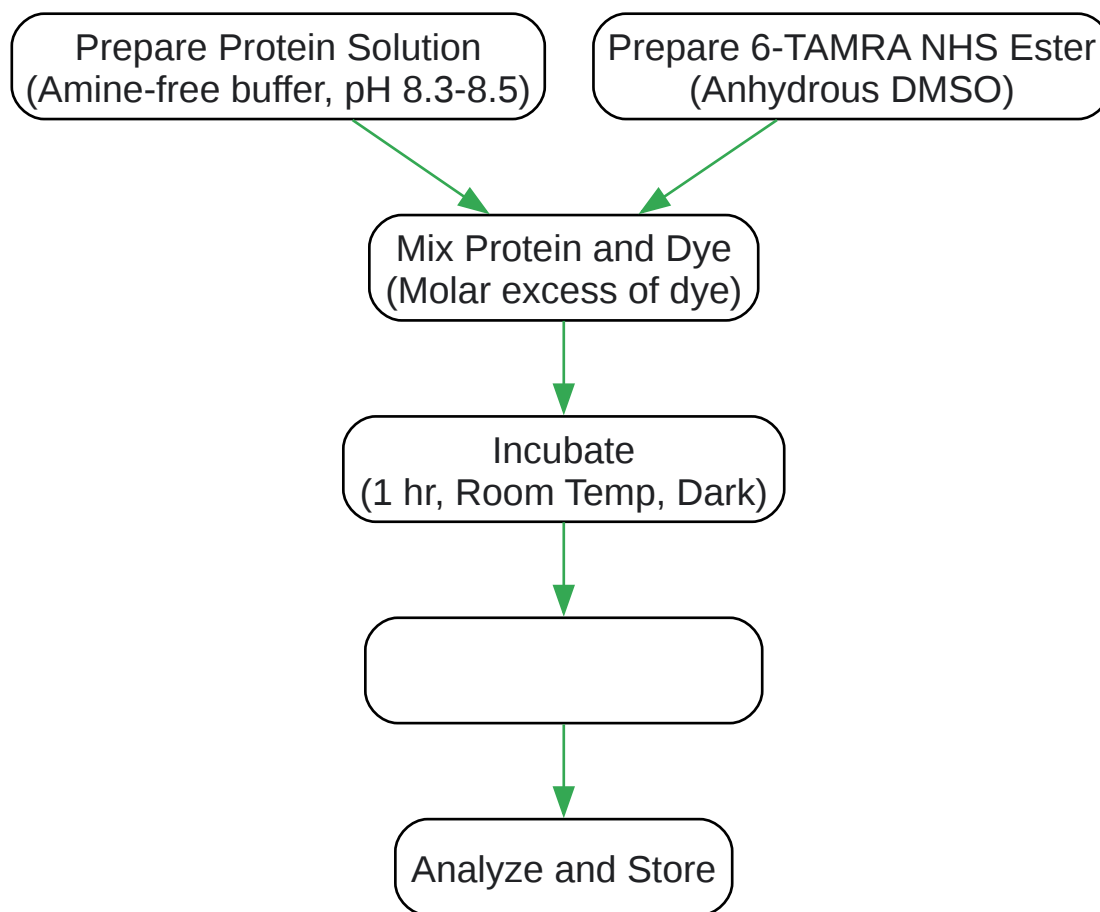 Prepare Protein Solution
(Amine-free buffer, pH 8.3-8.5)
Prepare 6-TAMRA NHS Ester
(Anhydrous DMSO)
Mix Protein and Dye
(Molar excess of dye)
Incubate
(1 hr, Room Temp, Dark)
Analyze and Store